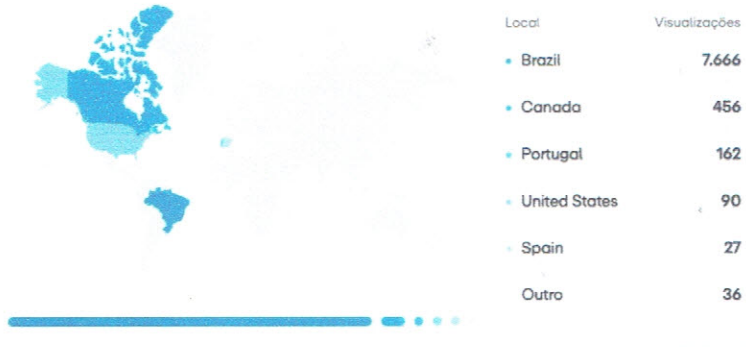 Local Visualizações
Brazil 7.666
Canada 456
Portugal 162
United States 90
Spain 27
Outro 36